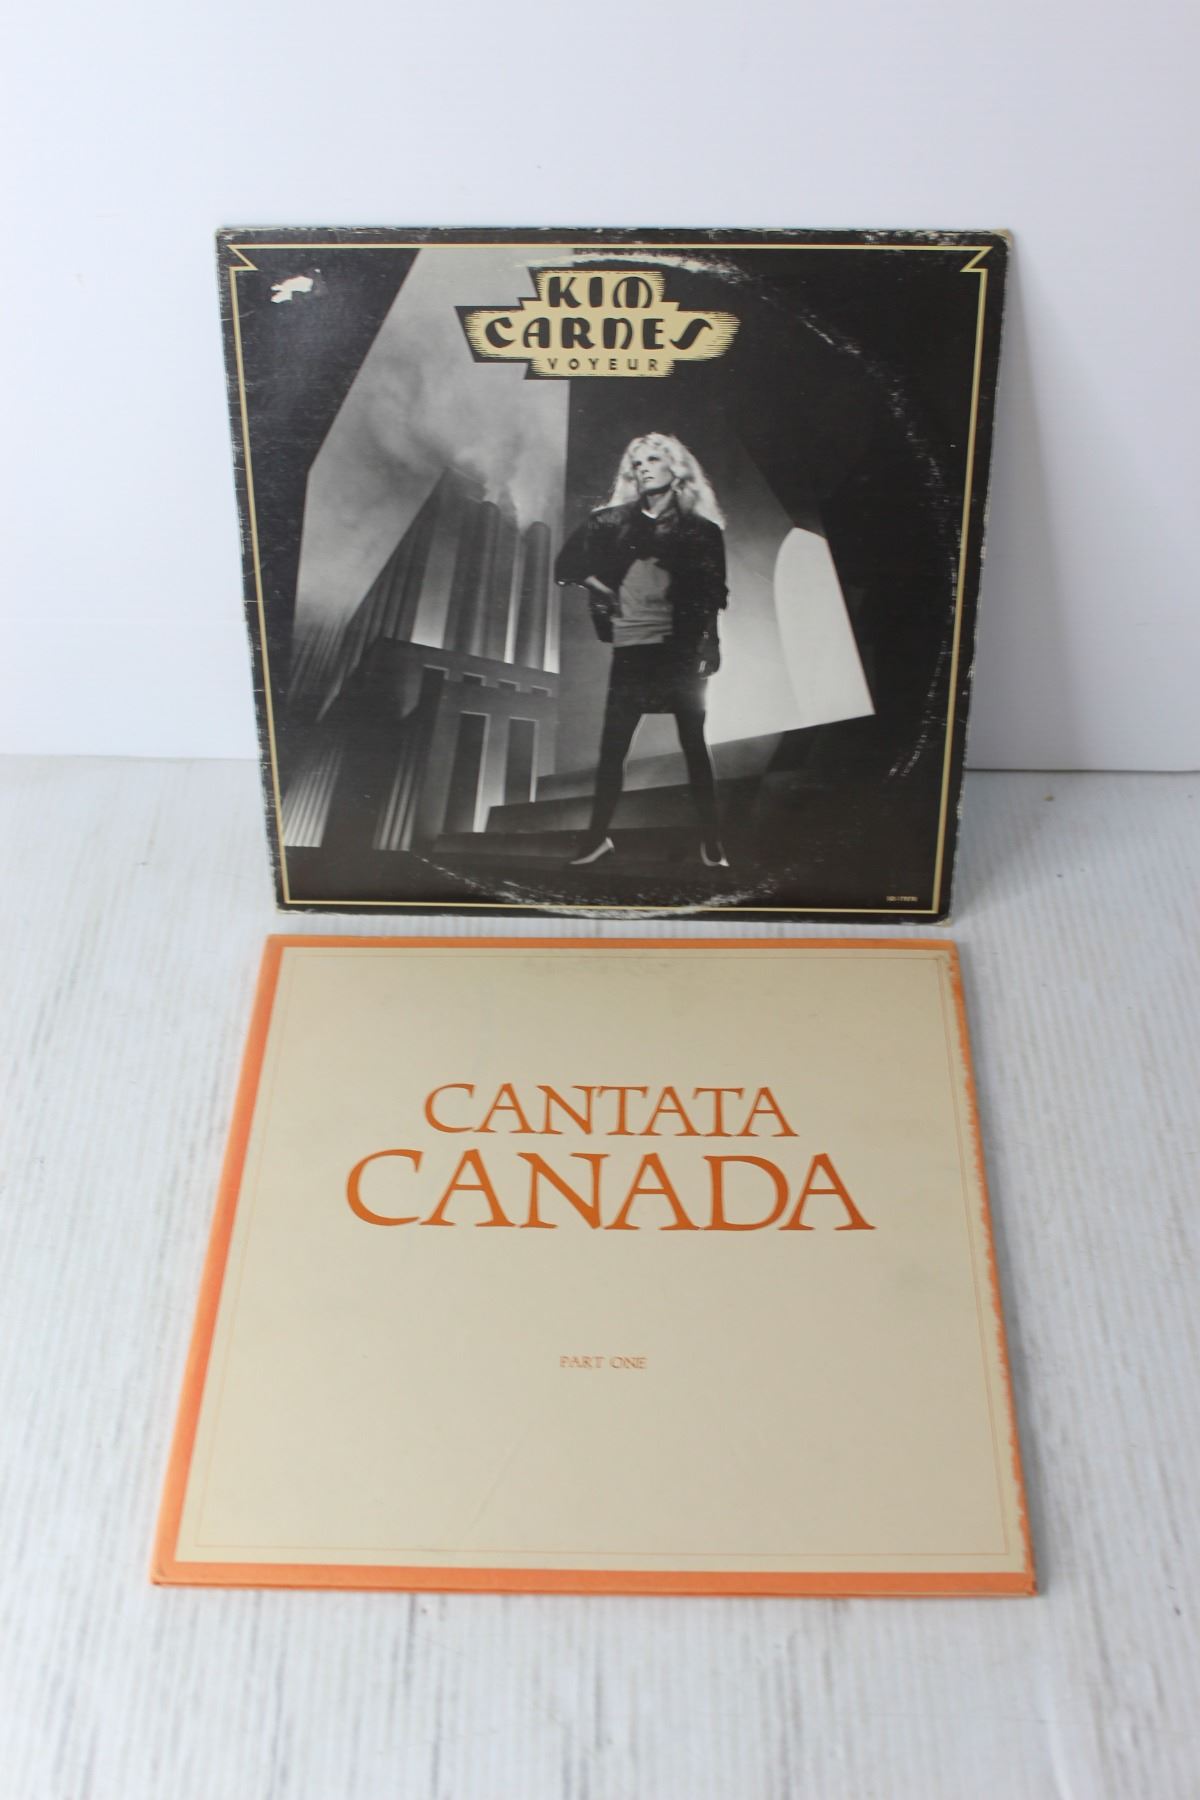 KIM
CARNES
VOYEUR
CANTATA
CANADA
PART ONE